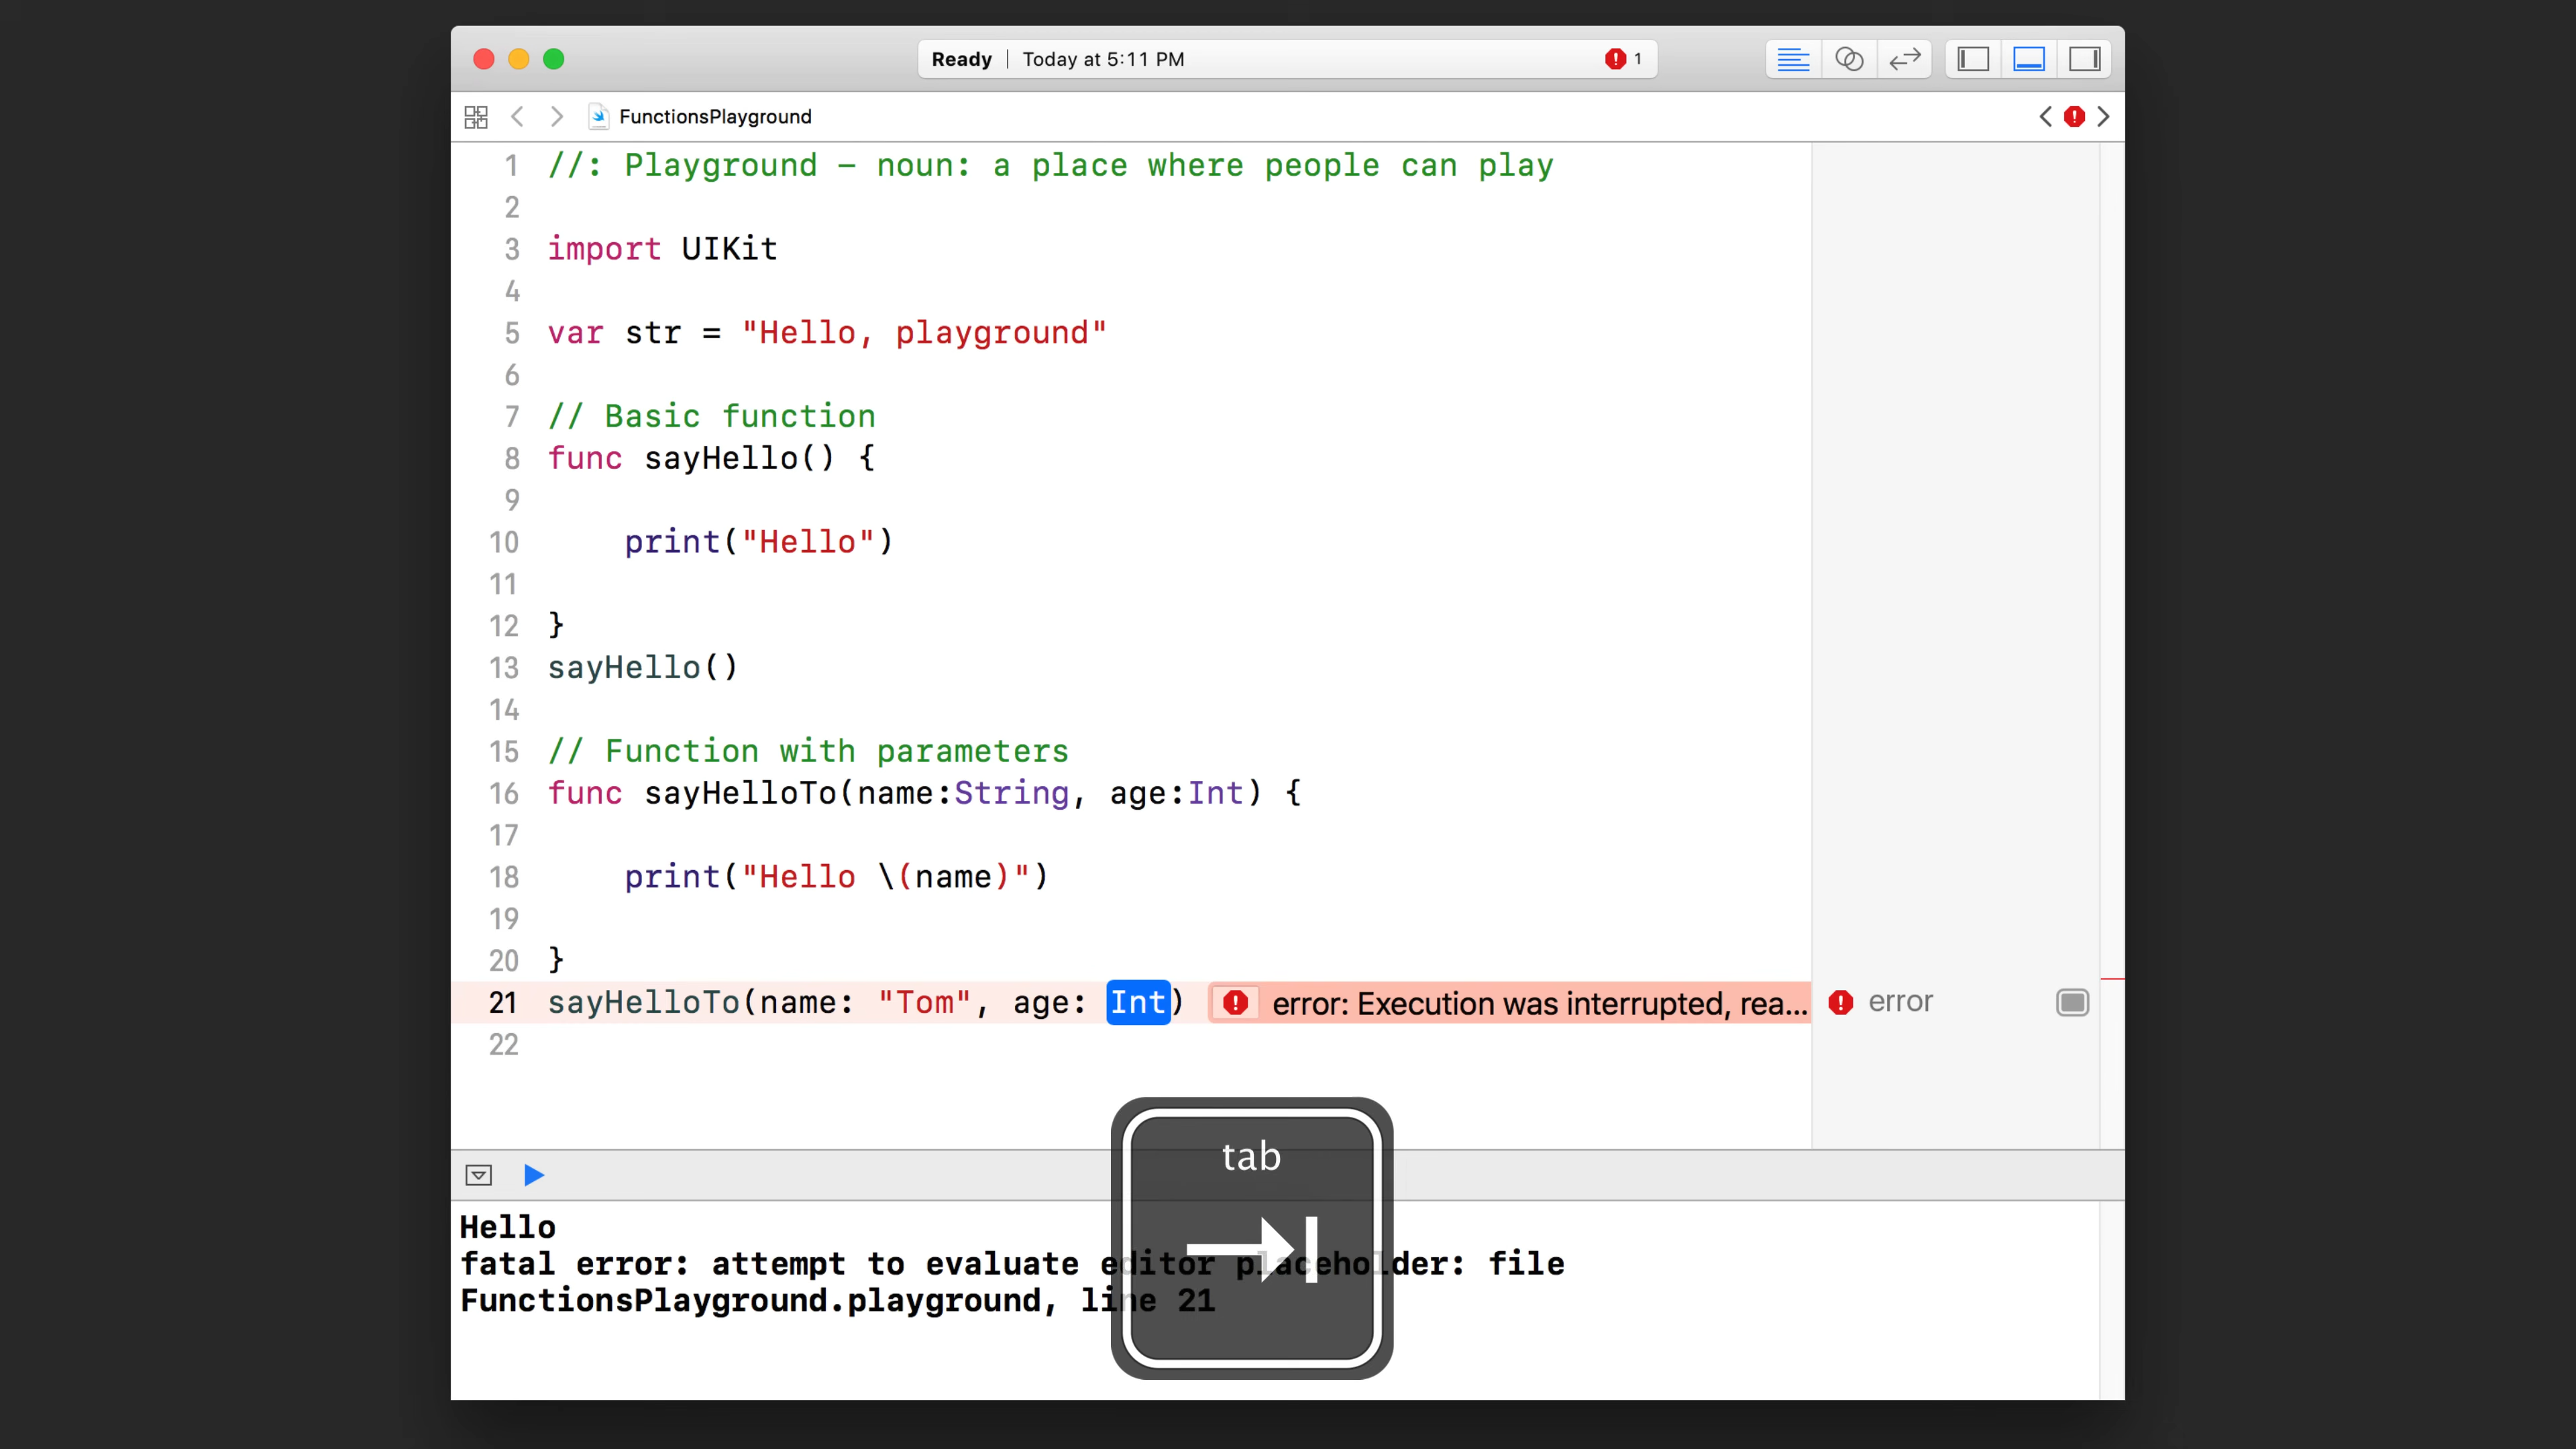 Ready | Today at 5:11 PM 1
FunctionsPlayground
1 //: Playground – noun: a place where people can play
2
3 import UIKit
4
5 var str = "Hello, playground"
6
7 // Basic function
8 func sayHello() {
9
10 print("Hello")
11
12 }
13 sayHello()
14
15 // Function with parameters
16 func sayHelloTo(name:String, age:Int) {
17
18 print("Hello \(name)")
19
20 }
21 sayHelloTo(name: "Tom", age: Int) error: Execution was interrupted, rea... error
22
tab
Hello
fatal error: attempt to evaluate editor placeholder: file
FunctionsPlayground.playground, line 21